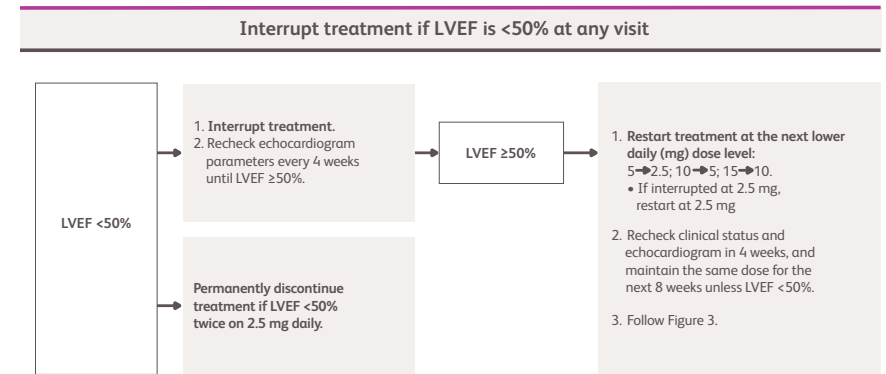 Interrupt treatment if LVEF is <50% at any visit
LVEF <50%
1. Interrupt treatment.
2. Recheck echocardiogram
parameters every 4 weeks
until LVEF ≥50%.
Permanently discontinue
treatment if LVEF <50%
twice on 2.5 mg daily.
LVEF ≥50%
1. Restart treatment at the next lower
daily (mg) dose level:
5➔2.5; 10➔5; 15➔10.
• If interrupted at 2.5 mg,
restart at 2.5 mg
2. Recheck clinical status and
echocardiogram in 4 weeks, and
maintain the same dose for the
next 8 weeks unless LVEF <50%.
3. Follow Figure 3.